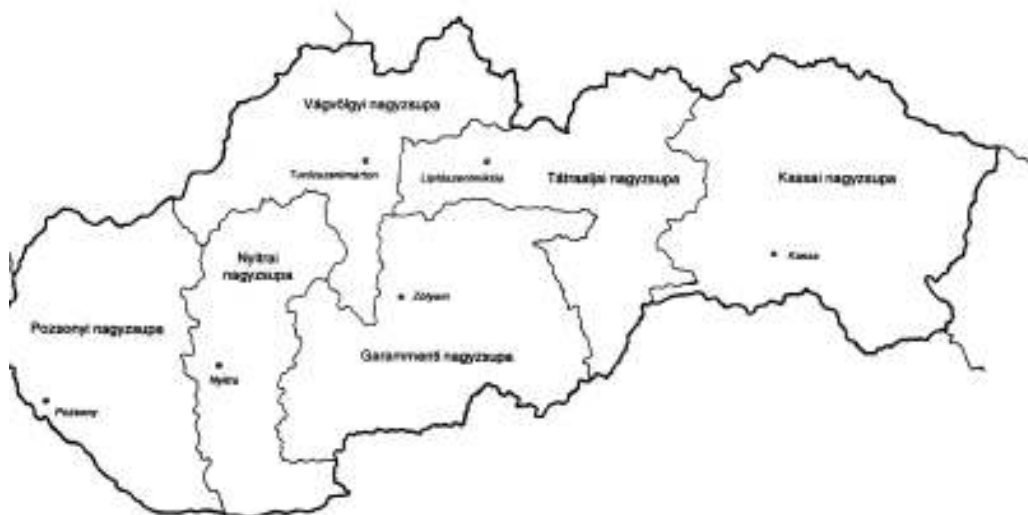 Vágvölgyi nagyzsupa
Turócszentmárton
Liptószentmiklós
Tátraaljai nagyzsupa
Kassai nagyzsupa
Nyitrai
nagyzsupa
Kassa
Zólyom
Pozsonyi nagyzsupa
Garammenti nagyzsupa
Nyitra
Pozsony